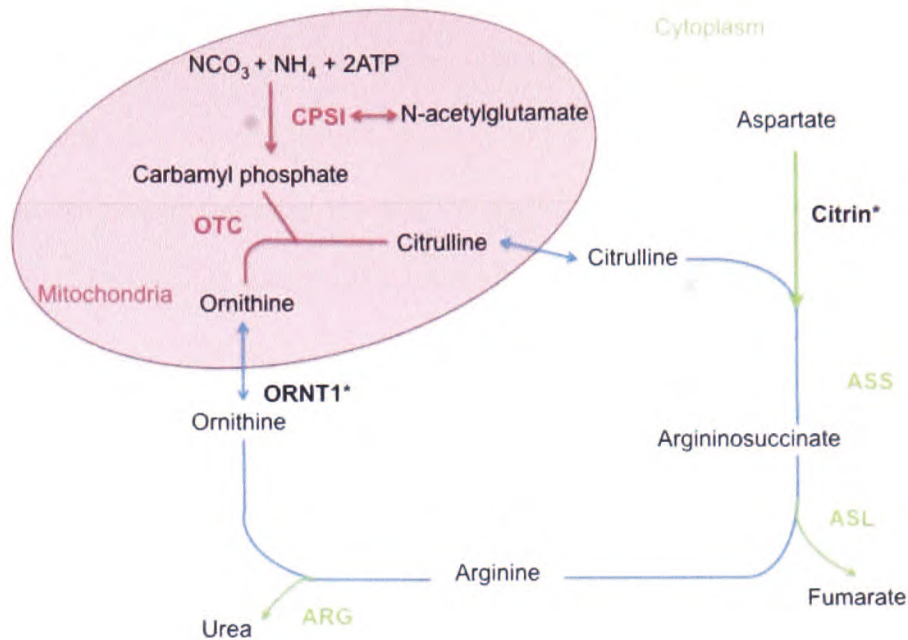 Cytoplasm
NCO₃ + NH₄ + 2ATP
CPSI
N-acetylglutamate
Aspartate
Carbamyl phosphate
Citrin*
OTC
Citrulline
Citrulline
Mitochondria
Ornithine
ORNT1*
ASS
Ornithine
Argininosuccinate
ASL
Arginine
Fumarate
ARG
Urea